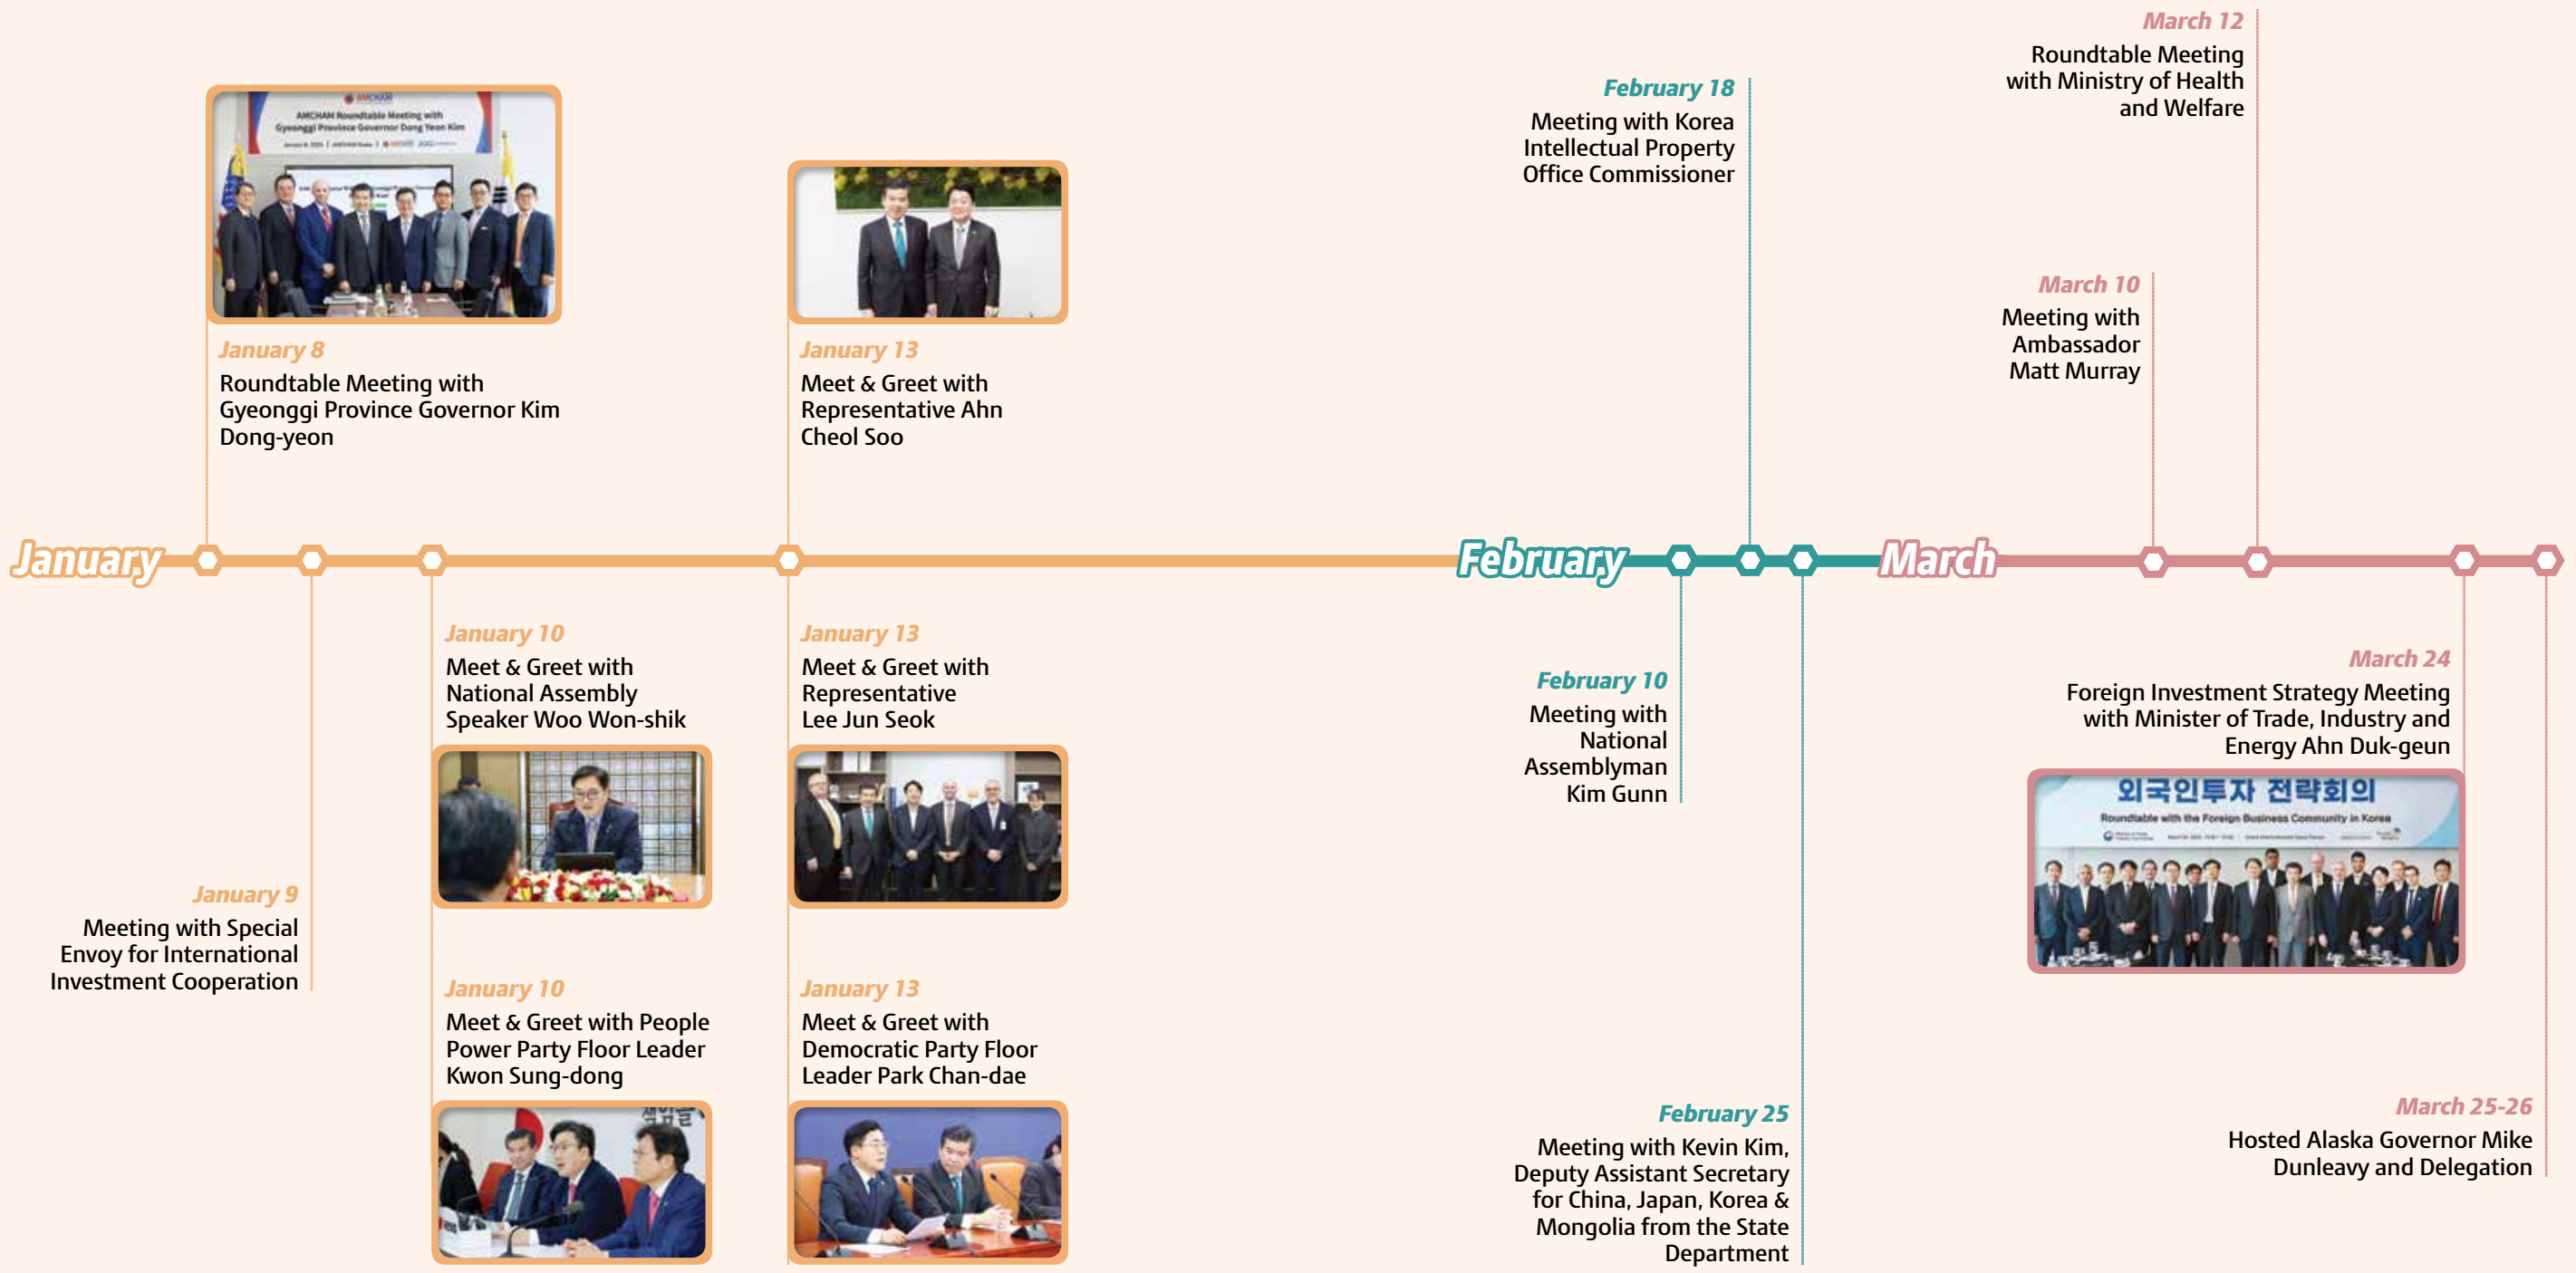 January
AMCHAM
AMCHAM Roundtable Meeting with
Gyeonggi Province Governor Dong Yeon Kim
January 8
Roundtable Meeting with
Gyeonggi Province Governor Kim
Dong-yeon
January 9
Meeting with Special
Envoy for International
Investment Cooperation
January 10
Meet & Greet with
National Assembly
Speaker Woo Won-shik
January 10
Meet & Greet with People
Power Party Floor Leader
Kwon Sung-dong
January 13
Meet & Greet with
Representative Ahn
Cheol Soo
January 13
Meet & Greet with
Representative
Lee Jun Seok
January 13
Meet & Greet with
Democratic Party Floor
Leader Park Chan-dae
February
February 10
Meeting with
National
Assemblyman
Kim Gunn
February 18
Meeting with Korea
Intellectual Property
Office Commissioner
February 25
Meeting with Kevin Kim,
Deputy Assistant Secretary
for China, Japan, Korea &
Mongolia from the State
Department
March
March 10
Meeting with
Ambassador
Matt Murray
March 12
Roundtable Meeting
with Ministry of Health
and Welfare
March 24
Foreign Investment Strategy Meeting
with Minister of Trade, Industry and
Energy Ahn Duk-geun
외국인투자 전략회의
Roundtable with the Foreign Business Community in Korea
March 25-26
Hosted Alaska Governor Mike
Dunleavy and Delegation